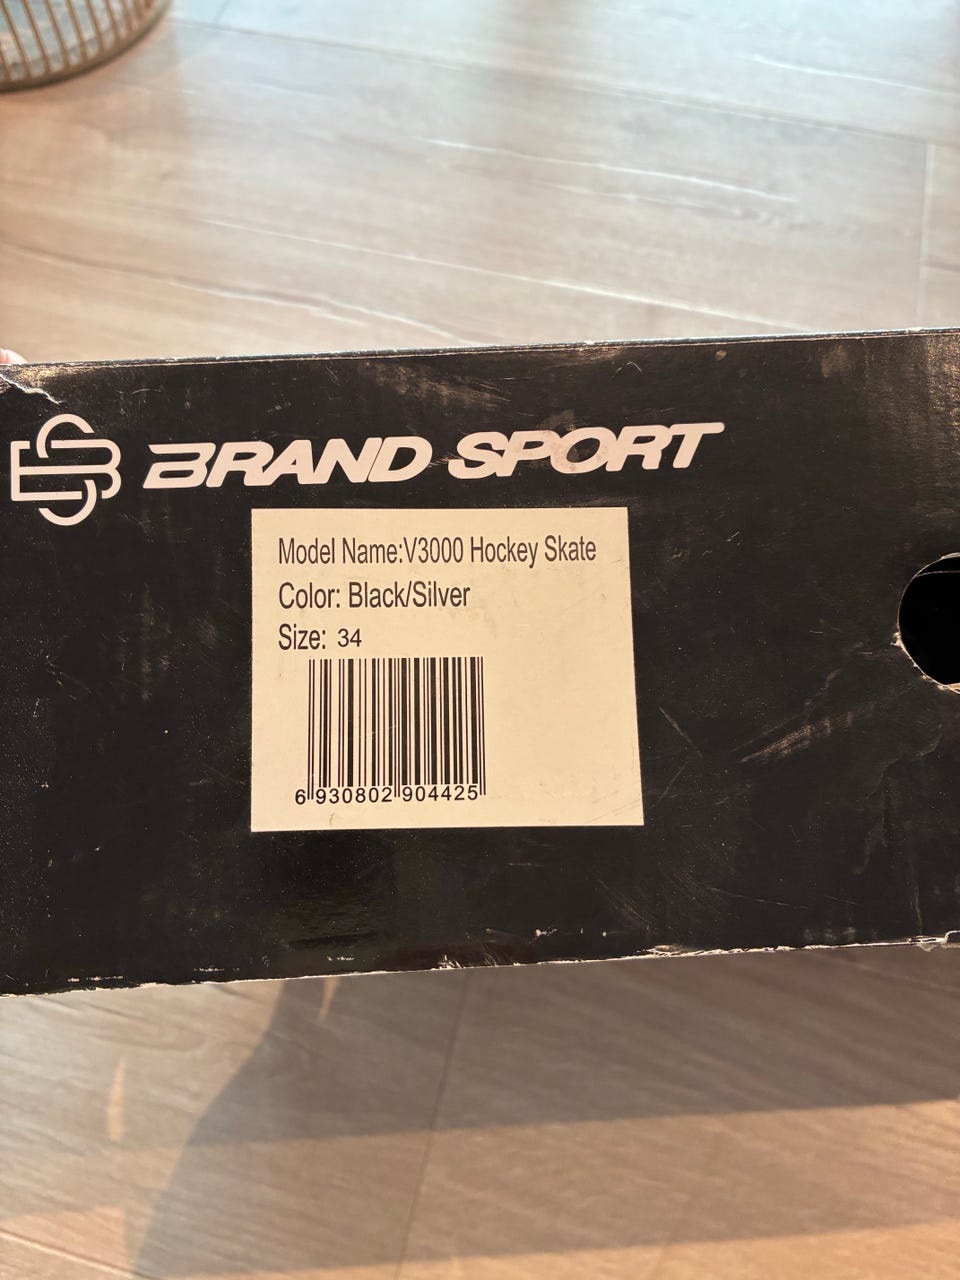 BRAND SPORT
Model Name:V3000 Hockey Skate
Color: Black/Silver
Size: 34
6 930802 904425